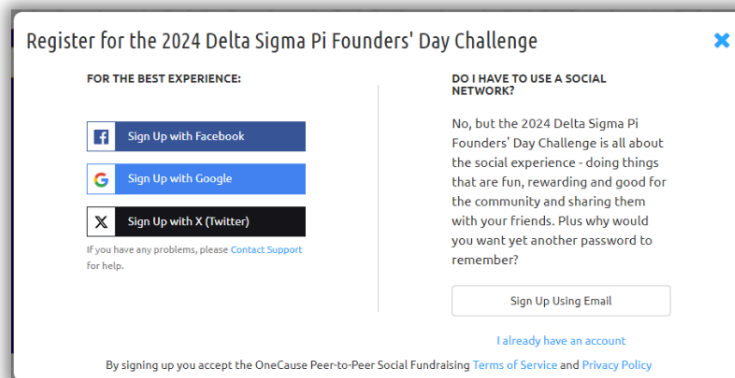 Register for the 2024 Delta Sigma Pi Founders' Day Challenge
FOR THE BEST EXPERIENCE:
Sign Up with Facebook
Sign Up with Google
Sign Up with X (Twitter)
If you have any problems, please Contact Support
for help.
DO I HAVE TO USE A SOCIAL
NETWORK?
No, but the 2024 Delta Sigma Pi
Founders' Day Challenge is all about
the social experience - doing things
that are fun, rewarding and good for
the community and sharing them
with your friends. Plus why would
you want yet another password to
remember?
Sign Up Using Email
I already have an account
By signing up you accept the OneCause Peer-to-Peer Social Fundraising Terms of Service and Privacy Policy